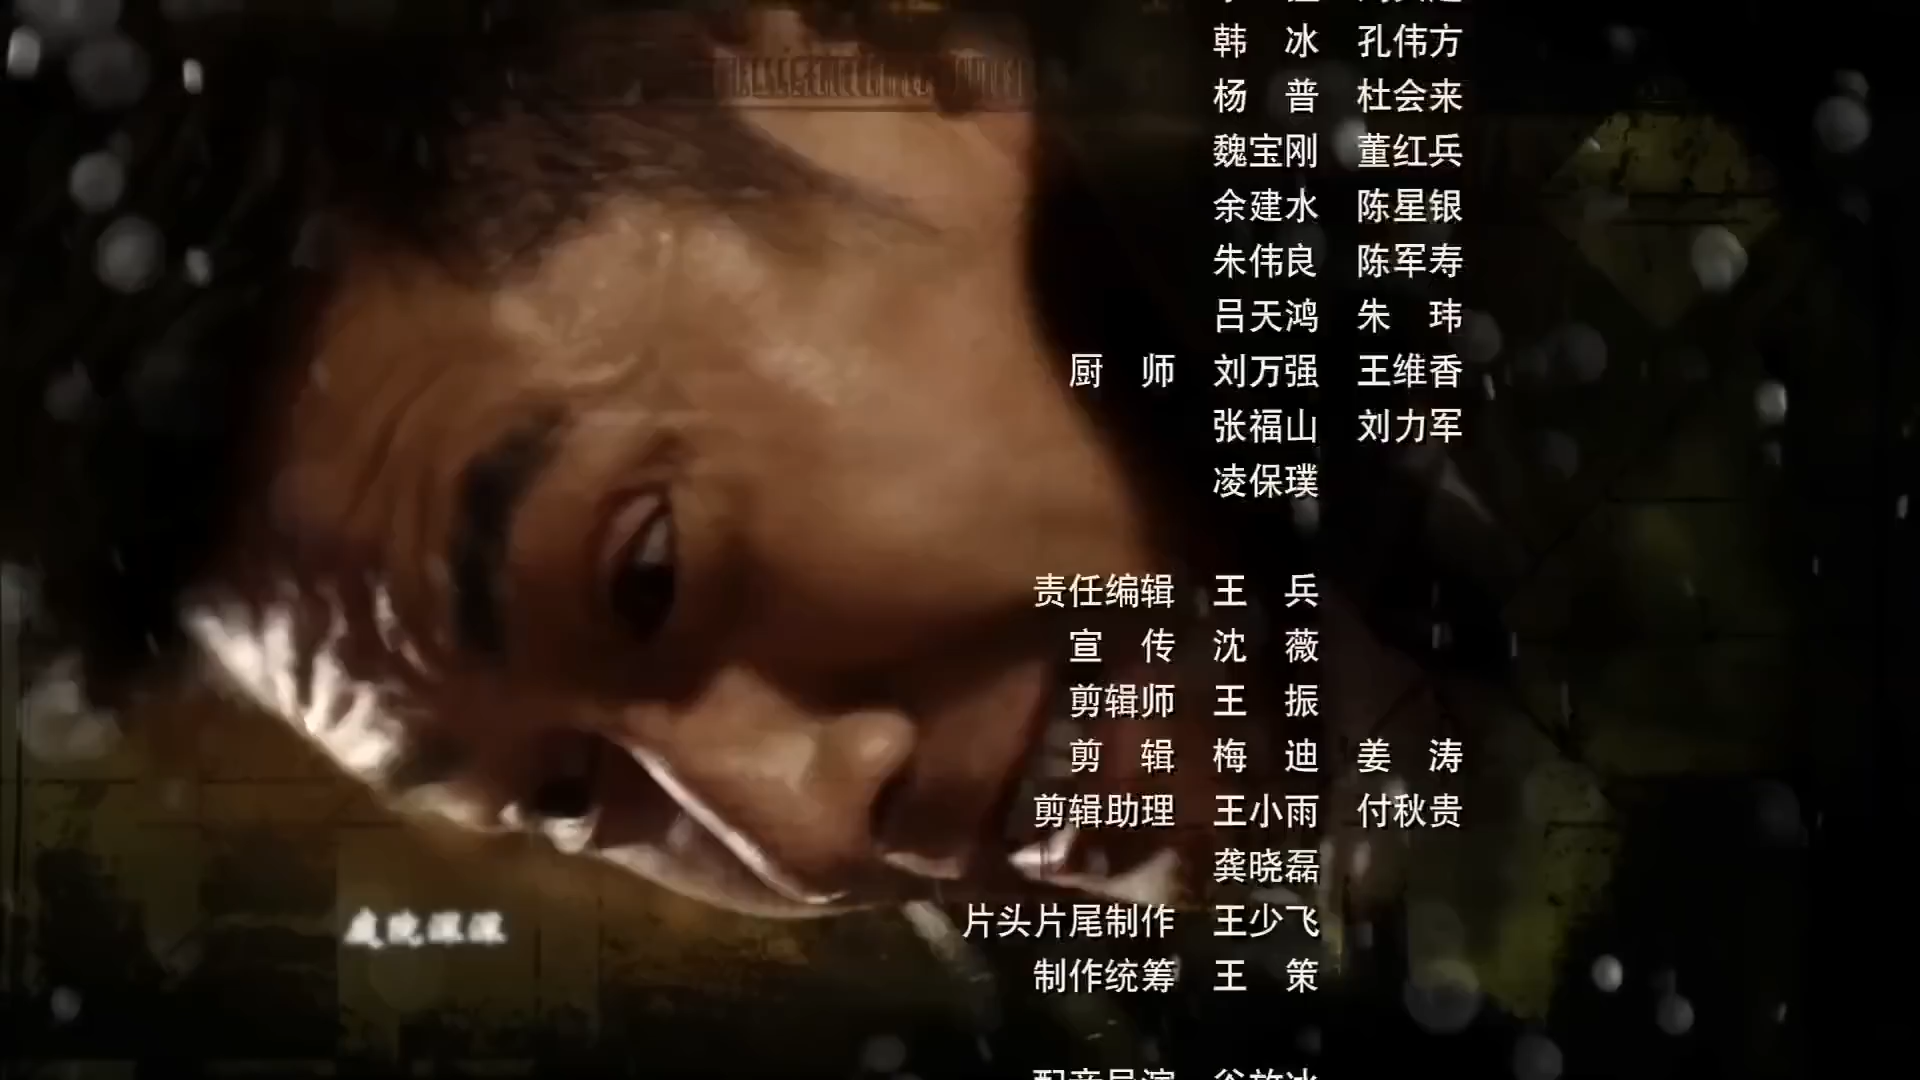 韩 冰 孔伟方
杨 普 杜会来
魏宝刚 董红兵
余建水 陈星银
朱伟良 陈军寿
吕天鸿 朱 玮
厨 师 刘万强 王维香
张福山 刘力军
凌保璞
责任编辑 王 兵
宣 传 沈 薇
剪辑师 王 振
剪 辑 梅 迪 姜 涛
剪辑助理 王小雨 付秋贵
龚晓磊
片头片尾制作 王少飞
制作统筹 王 策
庭院深深